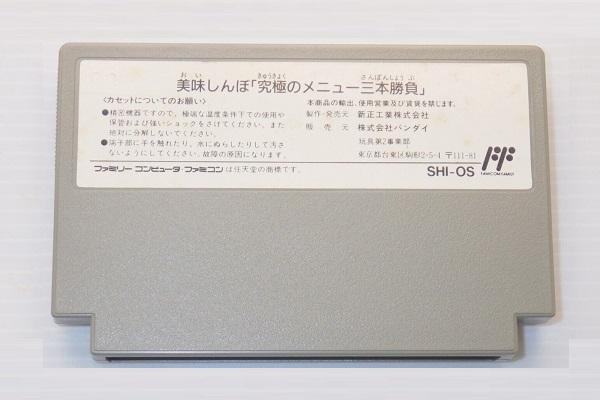 おい きゅうきょく さんぼんしょうぶ
美味しんぼ「究極のメニュー三本勝負」
〈カセットについてのお願い〉
●精密機器ですので、極端な温度条件下での使用や
保管および強いショックをさけてください。また
絶対に分解しないでください。
●端子部に手を触れたり、水にぬらしたりして汚さ
ないようにしてください。故障の原因になります。
ファミリーコンピュータ・ファミコンは任天堂の商標です。
本商品の輸出、使用営業及び賃貸を禁じます。
製作・発売元 新正工業株式会社
販売元 株式会社バンダイ
玩具第2事業部
東京都台東区駒形2-5-4 〒111-81
SHI-OS
FF
FAMICOM FAMILY